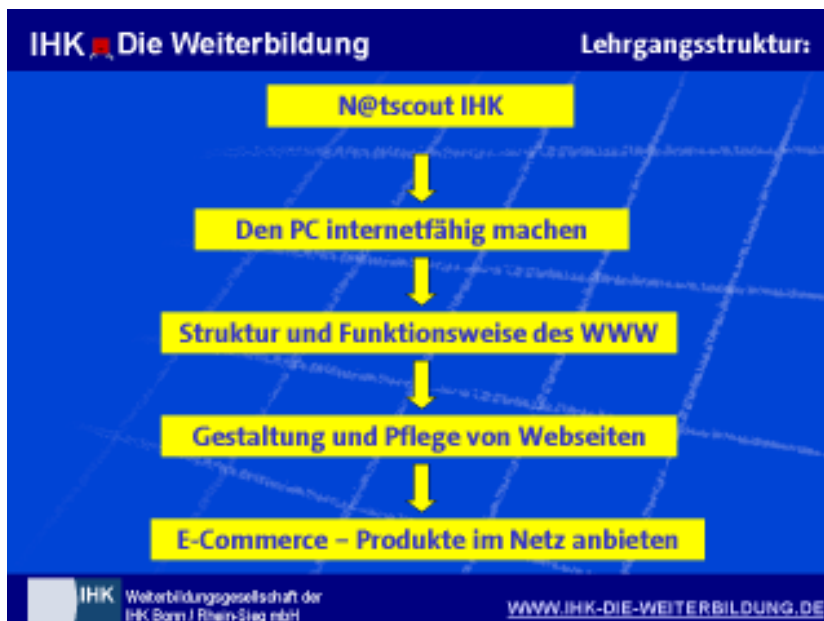 IHK Die Weiterbildung
Lehrgangsstruktur:
N@tscout IHK
Den PC internetfähig machen
Struktur und Funktionsweise des WWW
Gestaltung und Pflege von Webseiten
E-Commerce – Produkte im Netz anbieten
IHK
Weiterbildungsgesellschaft der
IHK Bonn / Rhein-Sieg mbH
WWW.IHK-DIE-WEITERBILDUNG.DE